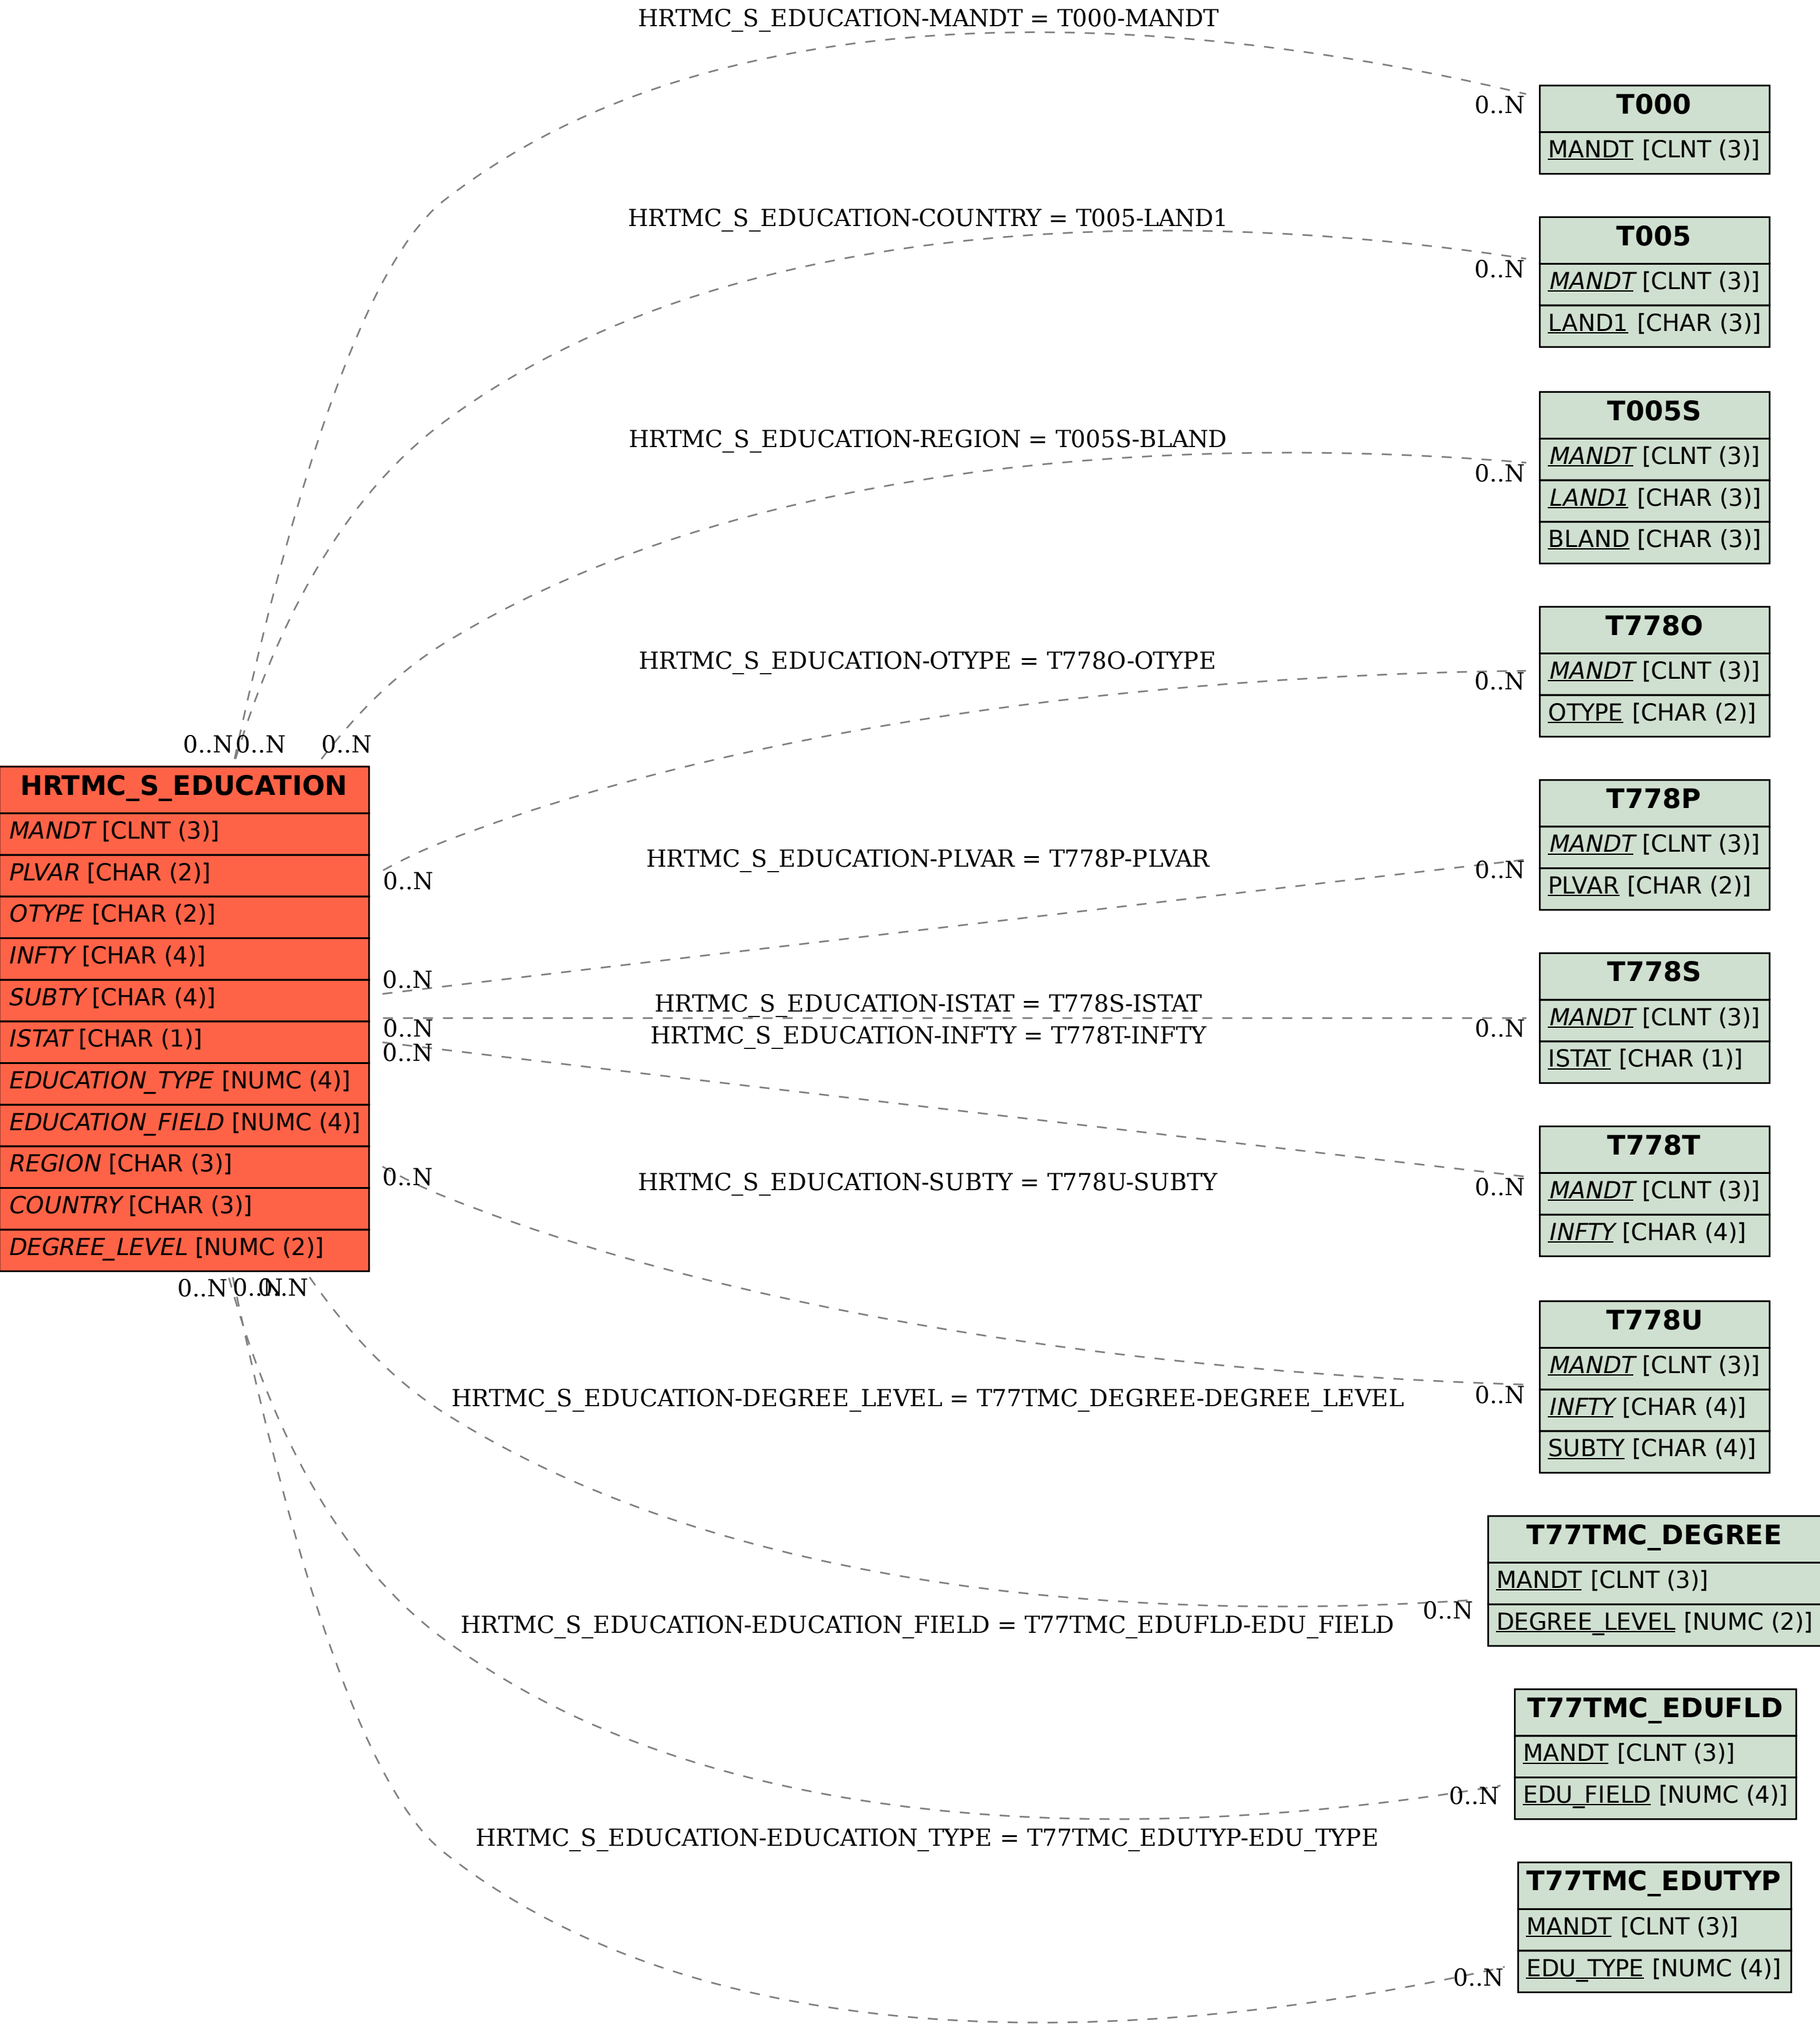 HRTMC_S_EDUCATION-MANDT = T000-MANDT
0..N
T000
MANDT [CLNT (3)]
HRTMC_S_EDUCATION-COUNTRY = T005-LAND1
0..N
T005
MANDT [CLNT (3)]
LAND1 [CHAR (3)]
HRTMC_S_EDUCATION-REGION = T005S-BLAND
0..N
T005S
MANDT [CLNT (3)]
LAND1 [CHAR (3)]
BLAND [CHAR (3)]
HRTMC_S_EDUCATION-OTYPE = T778O-OTYPE
0..N
T778O
MANDT [CLNT (3)]
OTYPE [CHAR (2)]
0..N 0..N 0..N
HRTMC_S_EDUCATION
MANDT [CLNT (3)]
PLVAR [CHAR (2)]
OTYPE [CHAR (2)]
INFTY [CHAR (4)]
SUBTY [CHAR (4)]
ISTAT [CHAR (1)]
EDUCATION_TYPE [NUMC (4)]
EDUCATION_FIELD [NUMC (4)]
REGION [CHAR (3)]
COUNTRY [CHAR (3)]
DEGREE_LEVEL [NUMC (2)]
0..N
0..N
0..N
0..N
0..N
0..N 0..N 0..N
HRTMC_S_EDUCATION-PLVAR = T778P-PLVAR
0..N
T778P
MANDT [CLNT (3)]
PLVAR [CHAR (2)]
HRTMC_S_EDUCATION-ISTAT = T778S-ISTAT
0..N
T778S
MANDT [CLNT (3)]
ISTAT [CHAR (1)]
HRTMC_S_EDUCATION-INFTY = T778T-INFTY
0..N
T778T
MANDT [CLNT (3)]
INFTY [CHAR (4)]
HRTMC_S_EDUCATION-SUBTY = T778U-SUBTY
0..N
T778U
MANDT [CLNT (3)]
INFTY [CHAR (4)]
SUBTY [CHAR (4)]
HRTMC_S_EDUCATION-DEGREE_LEVEL = T77TMC_DEGREE-DEGREE_LEVEL
0..N
T77TMC_DEGREE
MANDT [CLNT (3)]
DEGREE_LEVEL [NUMC (2)]
HRTMC_S_EDUCATION-EDUCATION_FIELD = T77TMC_EDUFLD-EDU_FIELD
0..N
T77TMC_EDUFLD
MANDT [CLNT (3)]
EDU_FIELD [NUMC (4)]
HRTMC_S_EDUCATION-EDUCATION_TYPE = T77TMC_EDUTYP-EDU_TYPE
0..N
T77TMC_EDUTYP
MANDT [CLNT (3)]
EDU_TYPE [NUMC (4)]